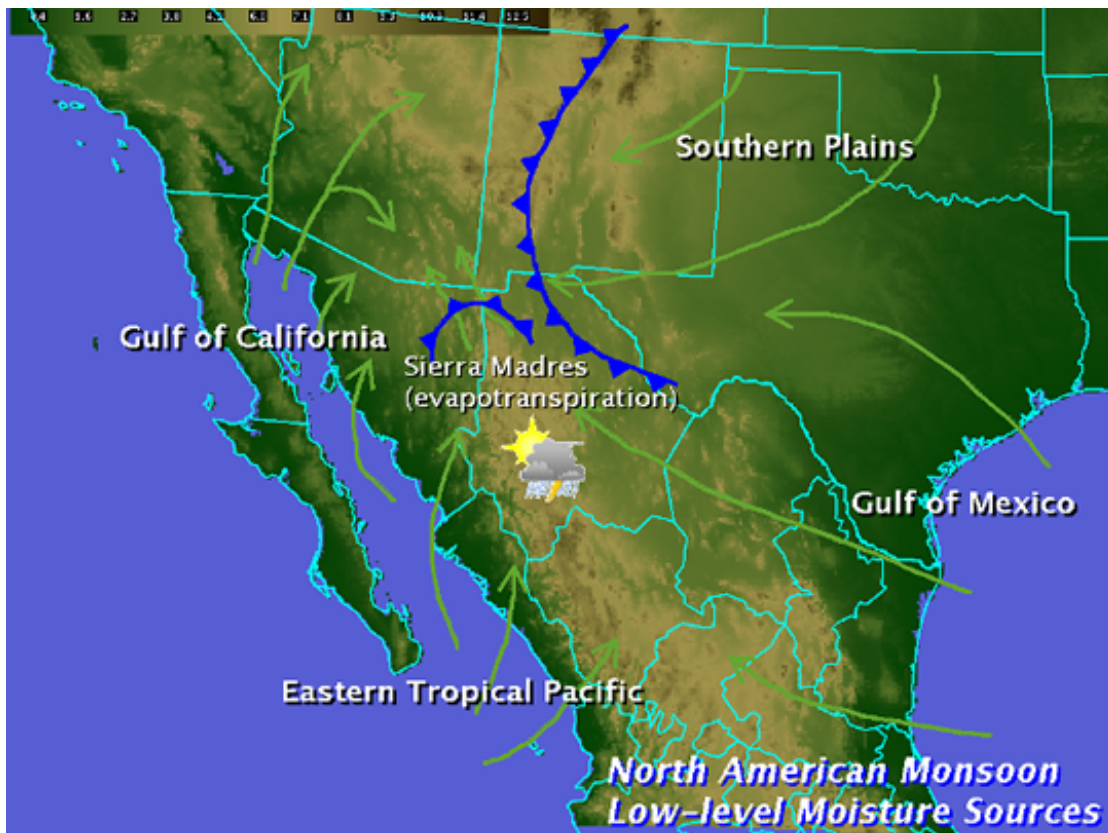 Southern Plains
Gulf of California
Sierra Madres
(evapotranspiration)
Gulf of Mexico
Eastern Tropical Pacific
North American Monsoon
Low-level Moisture Sources